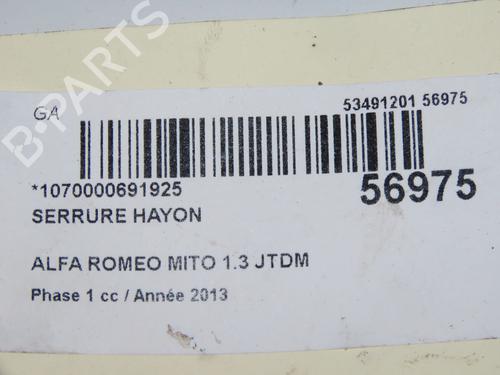 GA
53491201 56975
*1070000691925
56975
SERRURE HAYON
ALFA ROMEO MITO 1.3 JTDM
Phase 1 cc / Année 2013
B-PARTS